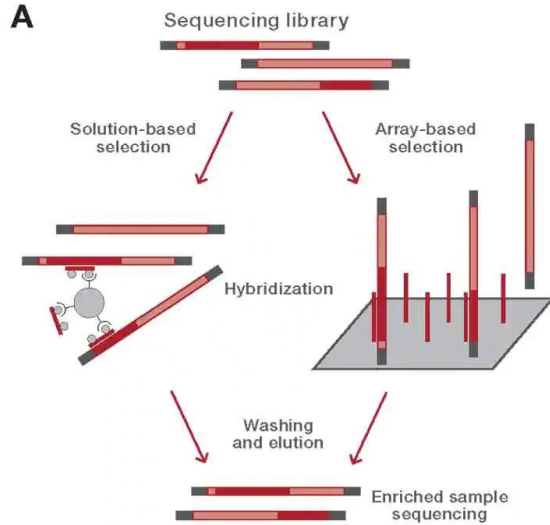 A
Sequencing library
Solution-based
selection
Array-based
selection
Hybridization
Washing
and elution
Enriched sample
sequencing